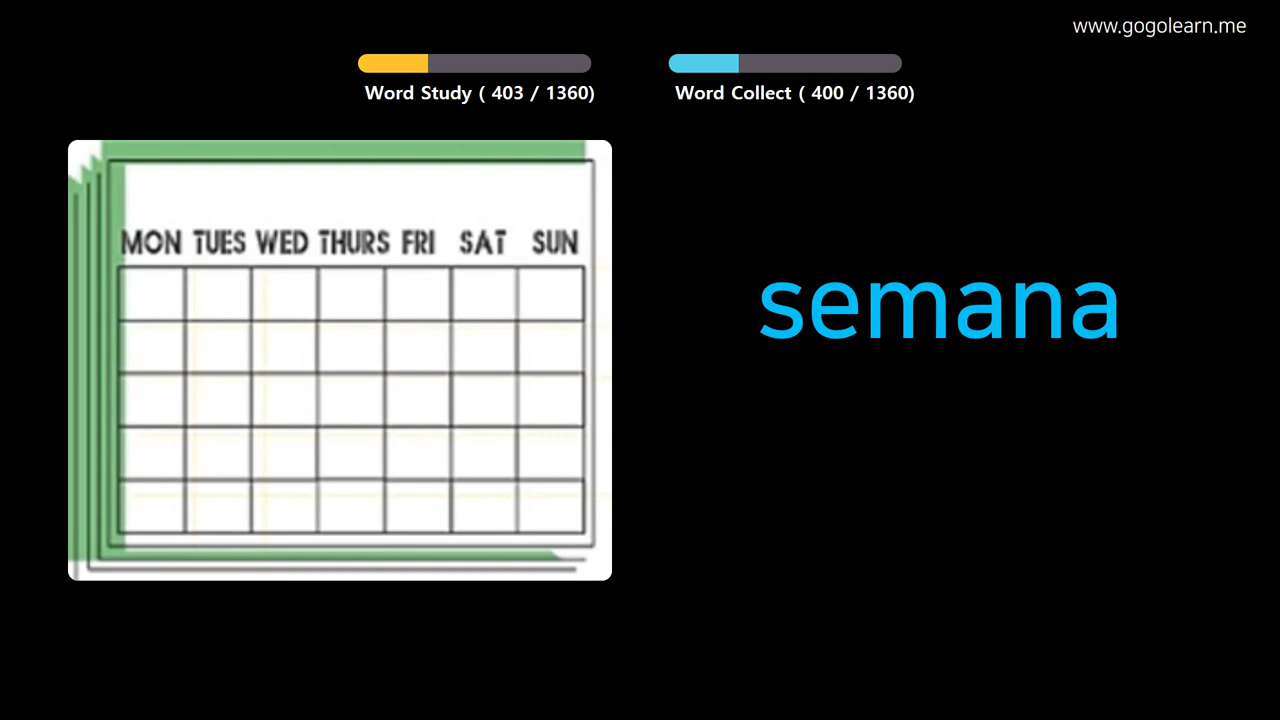 www.gogolearn.me
Word Study ( 403 / 1360)
Word Collect ( 400 / 1360)
MON TUES WED THURS FRI SAT SUN
semana